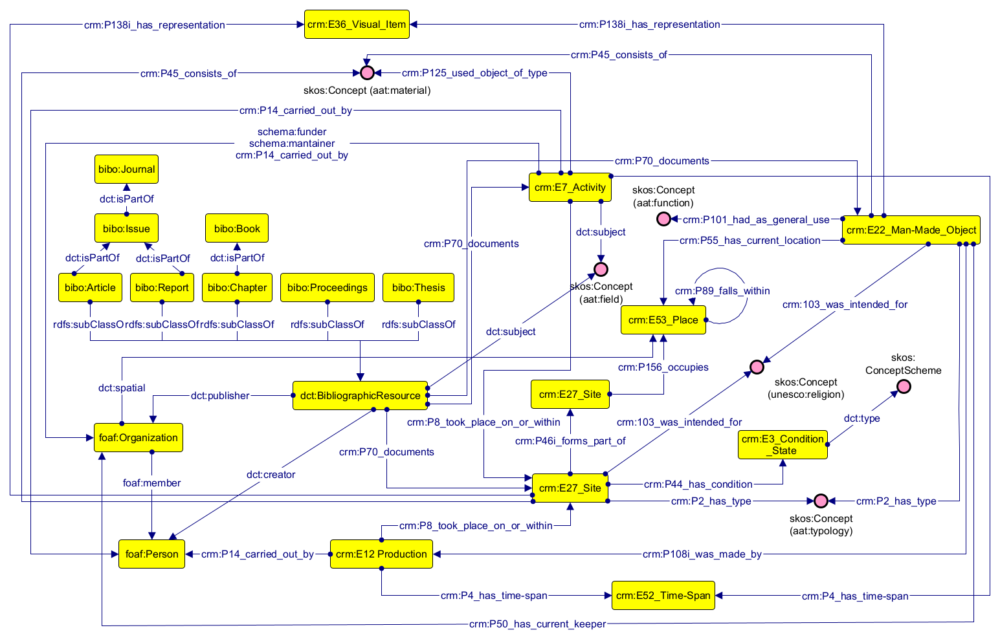 crm:P138i_has_representation
crm:E36_Visual_Item
crm:P138i_has_representation
crm:P45_consists_of
crm:P45_consists_of
crm:P125_used_object_of_type
skos:Concept (aat:material)
crm:P14_carried_out_by
schema:funder
schema:mantainer
crm:P14_carried_out_by
bibo:Journal
crm:P70_documents
crm:E7_Activity
skos:Concept
(aat:function)
dct:isPartOf
bibo:Issue
bibo:Book
dct:subject
crm:P101_had_as_general_use
crm:E22_Man-Made_Object
crm:P70_documents
crm:P55_has_current_location
dct:isPartOf
dct:isPartOf
dct:isPartOf
bibo:Article
bibo:Report
bibo:Chapter
bibo:Proceedings
bibo:Thesis
skos:Concept
(aat:field)
crm:P89_falls_within
crm:103_was_intended_for
crm:E53_Place
rdfs:subClassO
rdfs:subClassOf
rdfs:subClassOf
rdfs:subClassOf
rdfs:subClassOf
dct:subject
skos:
ConceptScheme
crm:P156_occupies
dct:spatial
dct:publisher
dct:BibliographicResource
crm:E27_Site
skos:Concept
(unesco:religion)
crm:P8_took_place_on_or_within
crm:103_was_intended_for
dct:type
foaf:Organization
crm:P46i_forms_part_of
crm:E3_Condition
_State
crm:P70_documents
dct:creator
foaf:member
crm:E27_Site
crm:P44_has_condition
crm:P2_has_type
crm:P2_has_type
skos:Concept
(aat:typology)
crm:P8_took_place_on_or_within
foaf:Person
crm:P14_carried_out_by
crm:E12 Production
crm:P108i_was_made_by
crm:P4_has_time-span
crm:E52_Time-Span
crm:P4_has_time-span
crm:P50_has_current_keeper